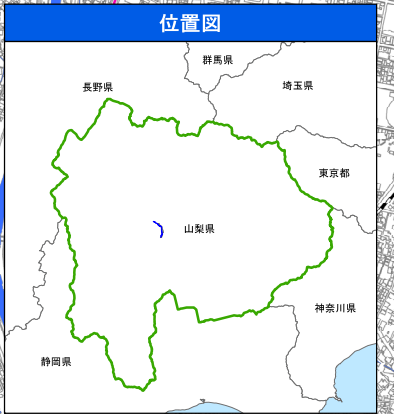 位置図
群馬県
長野県
埼玉県
東京都
山梨県
神奈川県
静岡県